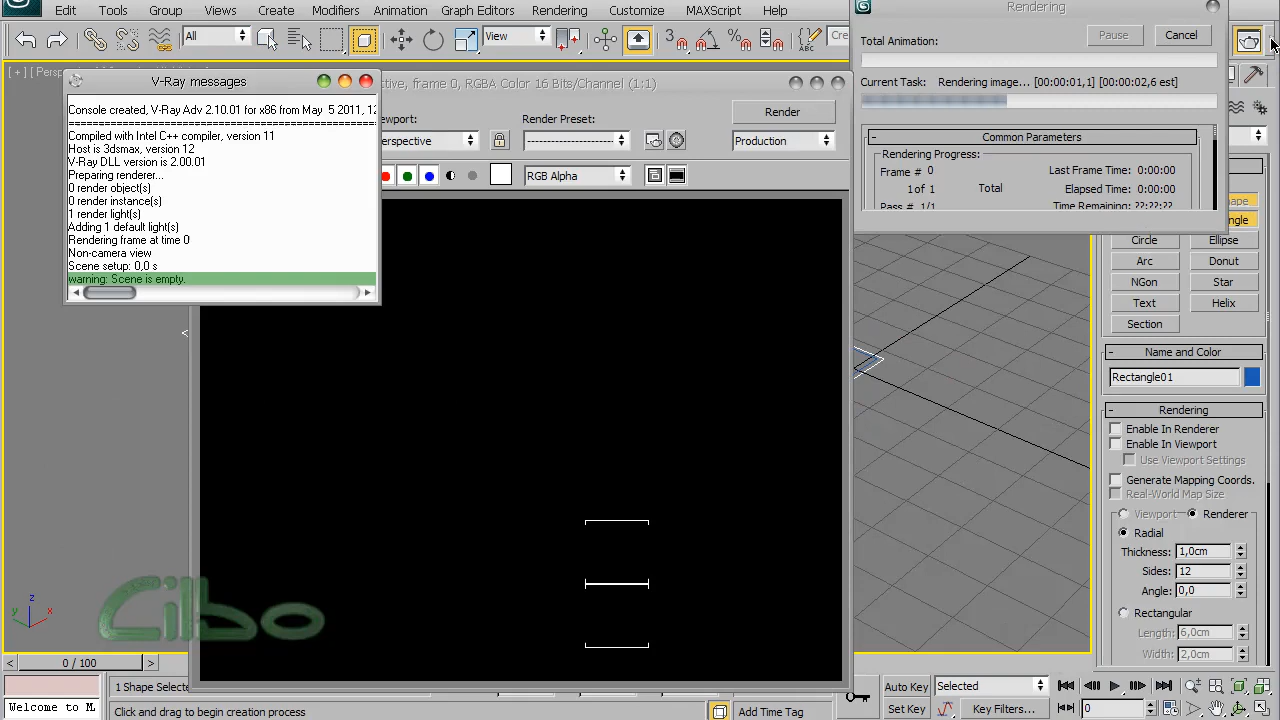 Edit Tools Group Views Create Modifiers Animation Graph Editors Rendering Customize MAXScript Help
Rendering
All
View
3
Cre
Total Animation:
Pause
Cancel
Current Task: Rendering image... [00:00:01,1] [00:00:02,6 est]
[ + ] [ Persp
V-Ray messages
ctive, frame 0, RGBA Color 16 Bits/Channel (1:1)
Console created, V-Ray Adv 2.10.01 for x86 from May 5 2011, 12
Compiled with Intel C++ compiler, version 11
Host is 3dsmax, version 12
V-Ray DLL version is 2.00.01
Preparing renderer...
0 render object(s)
0 render instance(s)
1 render light(s)
Adding 1 default light(s)
Rendering frame at time 0
Non-camera view
Scene setup: 0,0 s
warning: Scene is empty.
ewport:
Render Preset:
Render
erspective
--------------------
Production
RGB Alpha
Common Parameters
Rendering Progress:
Frame # 0
Last Frame Time: 0:00:00
1 of 1
Total
Elapsed Time: 0:00:00
Pass # 1/1
Time Remaining: ??:??:??
Circle
Ellipse
Arc
Donut
NGon
Star
Text
Helix
Section
Name and Color
Rectangle01
Rendering
Enable In Renderer
Enable In Viewport
Use Viewport Settings
Generate Mapping Coords.
Real-World Map Size
Viewport
Renderer
Radial
Thickness: 1,0cm
Sides: 12
Angle: 0,0
Rectangular
Length: 6,0cm
Width: 2,0cm
z
y
x
Cilbo
0 / 100
Welcome to M
1 Shape Selecte
Click and drag to begin creation process
Add Time Tag
Auto Key
Selected
Set Key
Key Filters...
0